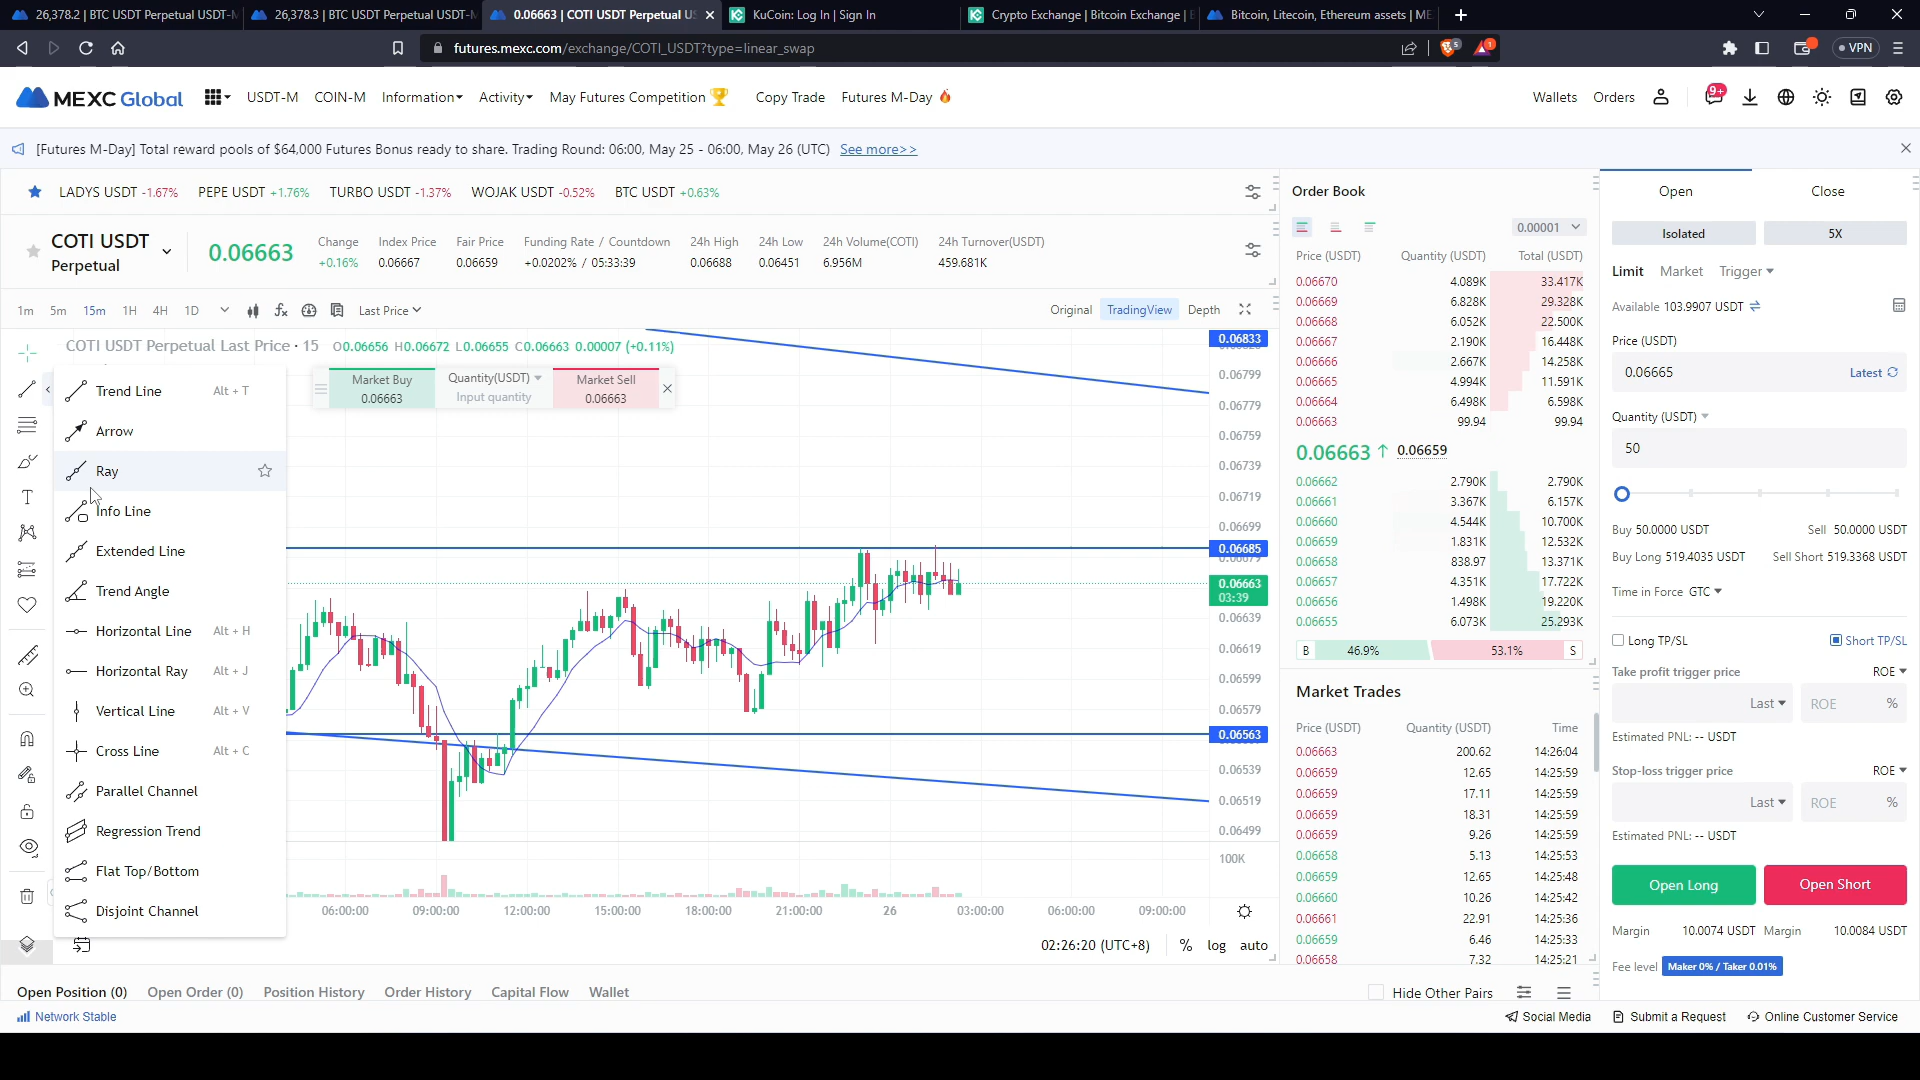 26,378.2 | BTC USDT Perpetual USDT-M
26,378.3 | BTC USDT Perpetual USDT-M
0.06663 | COTI USDT Perpetual US
KuCoin: Log In | Sign In
Crypto Exchange | Bitcoin Exchange | B
Bitcoin, Litecoin, Ethereum assets | ME
futures.mexc.com/exchange/COTI_USDT?type=linear_swap
5
1
VPN
MEXC Global
USDT-M
COIN-M
Information
Activity
May Futures Competition
Copy Trade
Futures M-Day
Wallets
Orders
9+
[Futures M-Day] Total reward pools of $64,000 Futures Bonus ready to share. Trading Round: 06:00, May 25 - 06:00, May 26 (UTC) See more>>
LADYS USDT -1.67%
PEPE USDT +1.76%
TURBO USDT -1.37%
WOJAK USDT -0.52%
BTC USDT +0.63%
COTI USDT
Perpetual
0.06663
Change
+0.16%
Index Price
0.06667
Fair Price
0.06659
Funding Rate / Countdown
+0.0202% / 05:33:39
24h High
0.06688
24h Low
0.06451
24h Volume(COTI)
6.956M
24h Turnover(USDT)
459.681K
1m 5m 15m 1H 4H 1D
Last Price
Original TradingView Depth
COTI USDT Perpetual Last Price · 15 O0.06656 H0.06672 L0.06655 C0.06663 0.00007 (+0.11%)
Market Buy
0.06663
Quantity(USDT)
Input quantity
Market Sell
0.06663
Trend Line Alt + T
Arrow
Ray
Info Line
Extended Line
Trend Angle
Horizontal Line Alt + H
Horizontal Ray Alt + J
Vertical Line Alt + V
Cross Line Alt + C
Parallel Channel
Regression Trend
Flat Top/Bottom
Disjoint Channel
0.06833
0.06799
0.06779
0.06759
0.06739
0.06719
0.06699
0.06685
0.06663
03:39
0.06639
0.06619
0.06599
0.06579
0.06563
0.06539
0.06519
0.06499
100K
06:00:00 09:00:00 12:00:00 15:00:00 18:00:00 21:00:00 26 03:00:00 06:00:00 09:00:00
02:26:20 (UTC+8) % log auto
Order Book
0.00001
Price (USDT) Quantity (USDT) Total (USDT)
0.06670 4.089K 33.417K
0.06669 6.828K 29.328K
0.06668 6.052K 22.500K
0.06667 2.190K 16.448K
0.06666 2.667K 14.258K
0.06665 4.994K 11.591K
0.06664 6.498K 6.598K
0.06663 99.94 99.94
0.06663 0.06659
0.06662 2.790K 2.790K
0.06661 3.367K 6.157K
0.06660 4.544K 10.700K
0.06659 1.831K 12.532K
0.06658 838.97 13.371K
0.06657 4.351K 17.722K
0.06656 1.498K 19.220K
0.06655 6.073K 25.293K
B 46.9% 53.1% S
Market Trades
Price (USDT) Quantity (USDT) Time
0.06663 200.62 14:26:04
0.06659 12.65 14:25:59
0.06659 17.11 14:25:59
0.06659 18.31 14:25:59
0.06659 9.26 14:25:59
0.06658 5.13 14:25:53
0.06659 12.65 14:25:48
0.06660 10.26 14:25:42
0.06661 22.91 14:25:36
0.06659 6.46 14:25:33
0.06658 7.32 14:25:21
Open Close
Isolated 5X
Limit Market Trigger
Available 103.9907 USDT
Price (USDT)
0.06665 Latest
Quantity (USDT)
50
Buy 50.0000 USDT Sell 50.0000 USDT
Buy Long 519.4035 USDT Sell Short 519.3368 USDT
Time in Force GTC
Long TP/SL Short TP/SL
Take profit trigger price ROE
Last ROE %
Estimated PNL: -- USDT
Stop-loss trigger price ROE
Last ROE %
Estimated PNL: -- USDT
Open Long Open Short
Margin 10.0074 USDT Margin 10.0084 USDT
Fee level Maker 0% / Taker 0.01%
Open Position (0) Open Order (0) Position History Order History Capital Flow Wallet
Hide Other Pairs
Network Stable
Social Media Submit a Request Online Customer Service